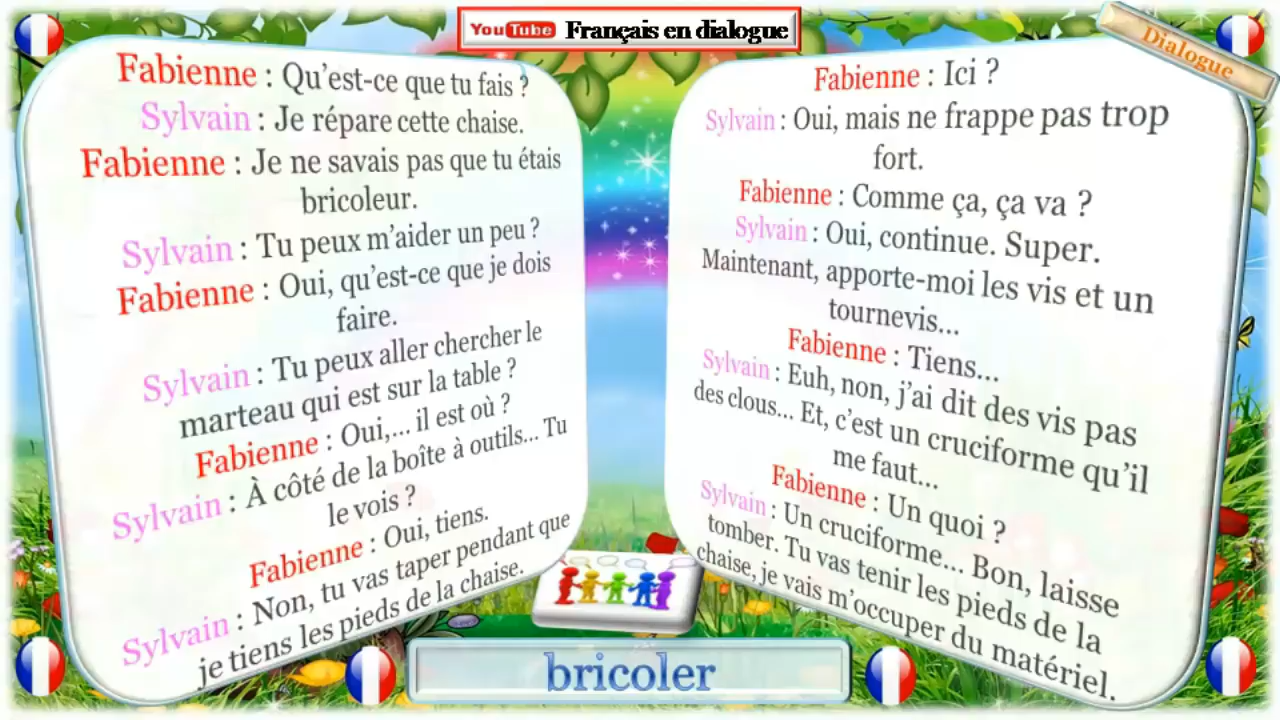 YouTube Français en dialogue
Dialogue
Fabienne : Qu'est-ce que tu fais ?
Sylvain : Je répare cette chaise.
Fabienne : Je ne savais pas que tu étais
bricoleur.
Sylvain : Tu peux m'aider un peu ?
Fabienne : Oui, qu'est-ce que je dois
faire.
Sylvain : Tu peux aller chercher le
marteau qui est sur la table ?
Fabienne : Oui,... il est où ?
Sylvain : À côté de la boîte à outils... Tu
le vois ?
Fabienne : Oui, tiens.
Sylvain : Non, tu vas taper pendant que
je tiens les pieds de la chaise.
Fabienne : Ici ?
Sylvain : Oui, mais ne frappe pas trop
fort.
Fabienne : Comme ça, ça va ?
Sylvain : Oui, continue. Super.
Maintenant, apporte-moi les vis et un
tournevis...
Fabienne : Tiens...
Sylvain : Euh, non, j'ai dit des vis pas
des clous... Et, c'est un cruciforme qu'il
me faut...
Fabienne : Un quoi ?
Sylvain : Un cruciforme... Bon, laisse
tomber. Tu vas tenir les pieds de la
chaise, je vais m'occuper du matériel.
bricoler